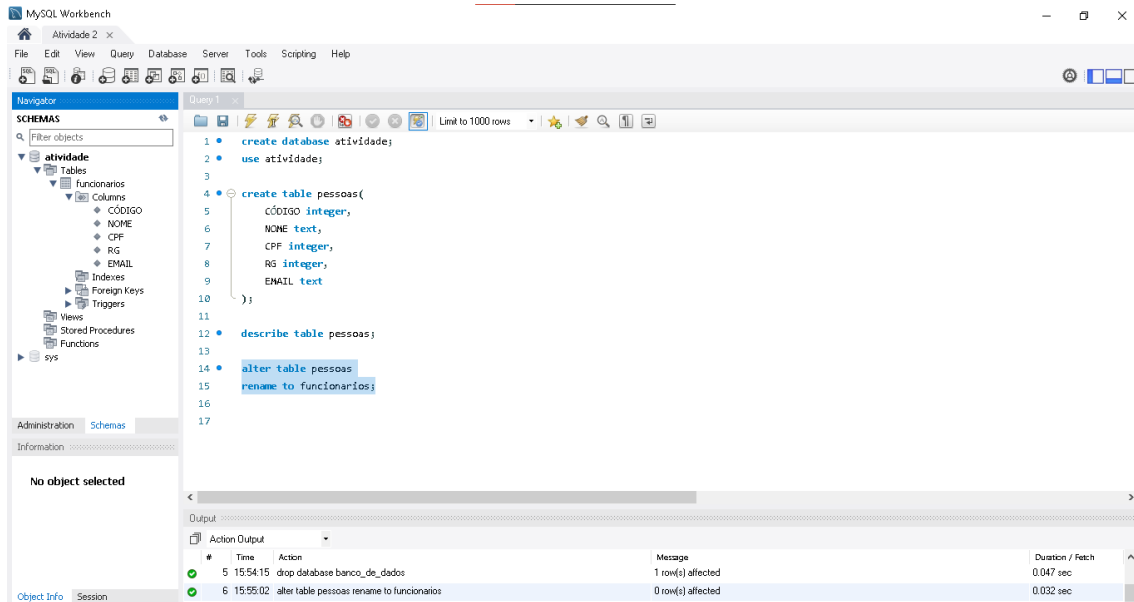 MySQL Workbench
Atividade 2
File Edit View Query Database Server Tools Scripting Help
Navigator
SCHEMAS
Filter objects
atividade
Tables
funcionarios
Columns
CÓDIGO
NOME
CPF
RG
EMAIL
Indexes
Foreign Keys
Triggers
Views
Stored Procedures
Functions
sys
Administration Schemas
Information
No object selected
Object Info Session
Query 1
Limit to 1000 rows
1 create database atividade;
2 use atividade;
3
4 create table pessoas(
5 CÓDIGO integer,
6 NOME text,
7 CPF integer,
8 RG integer,
9 EMAIL text
10 );
11
12 describe table pessoas;
13
14 alter table pessoas
15 rename to funcionarios;
16
17
Output
Action Output
# Time Action Message Duration / Fetch
5 15:54:15 drop database banco_de_dados 1 row(s) affected 0.047 sec
6 15:55:02 alter table pessoas rename to funcionarios 0 row(s) affected 0.032 sec